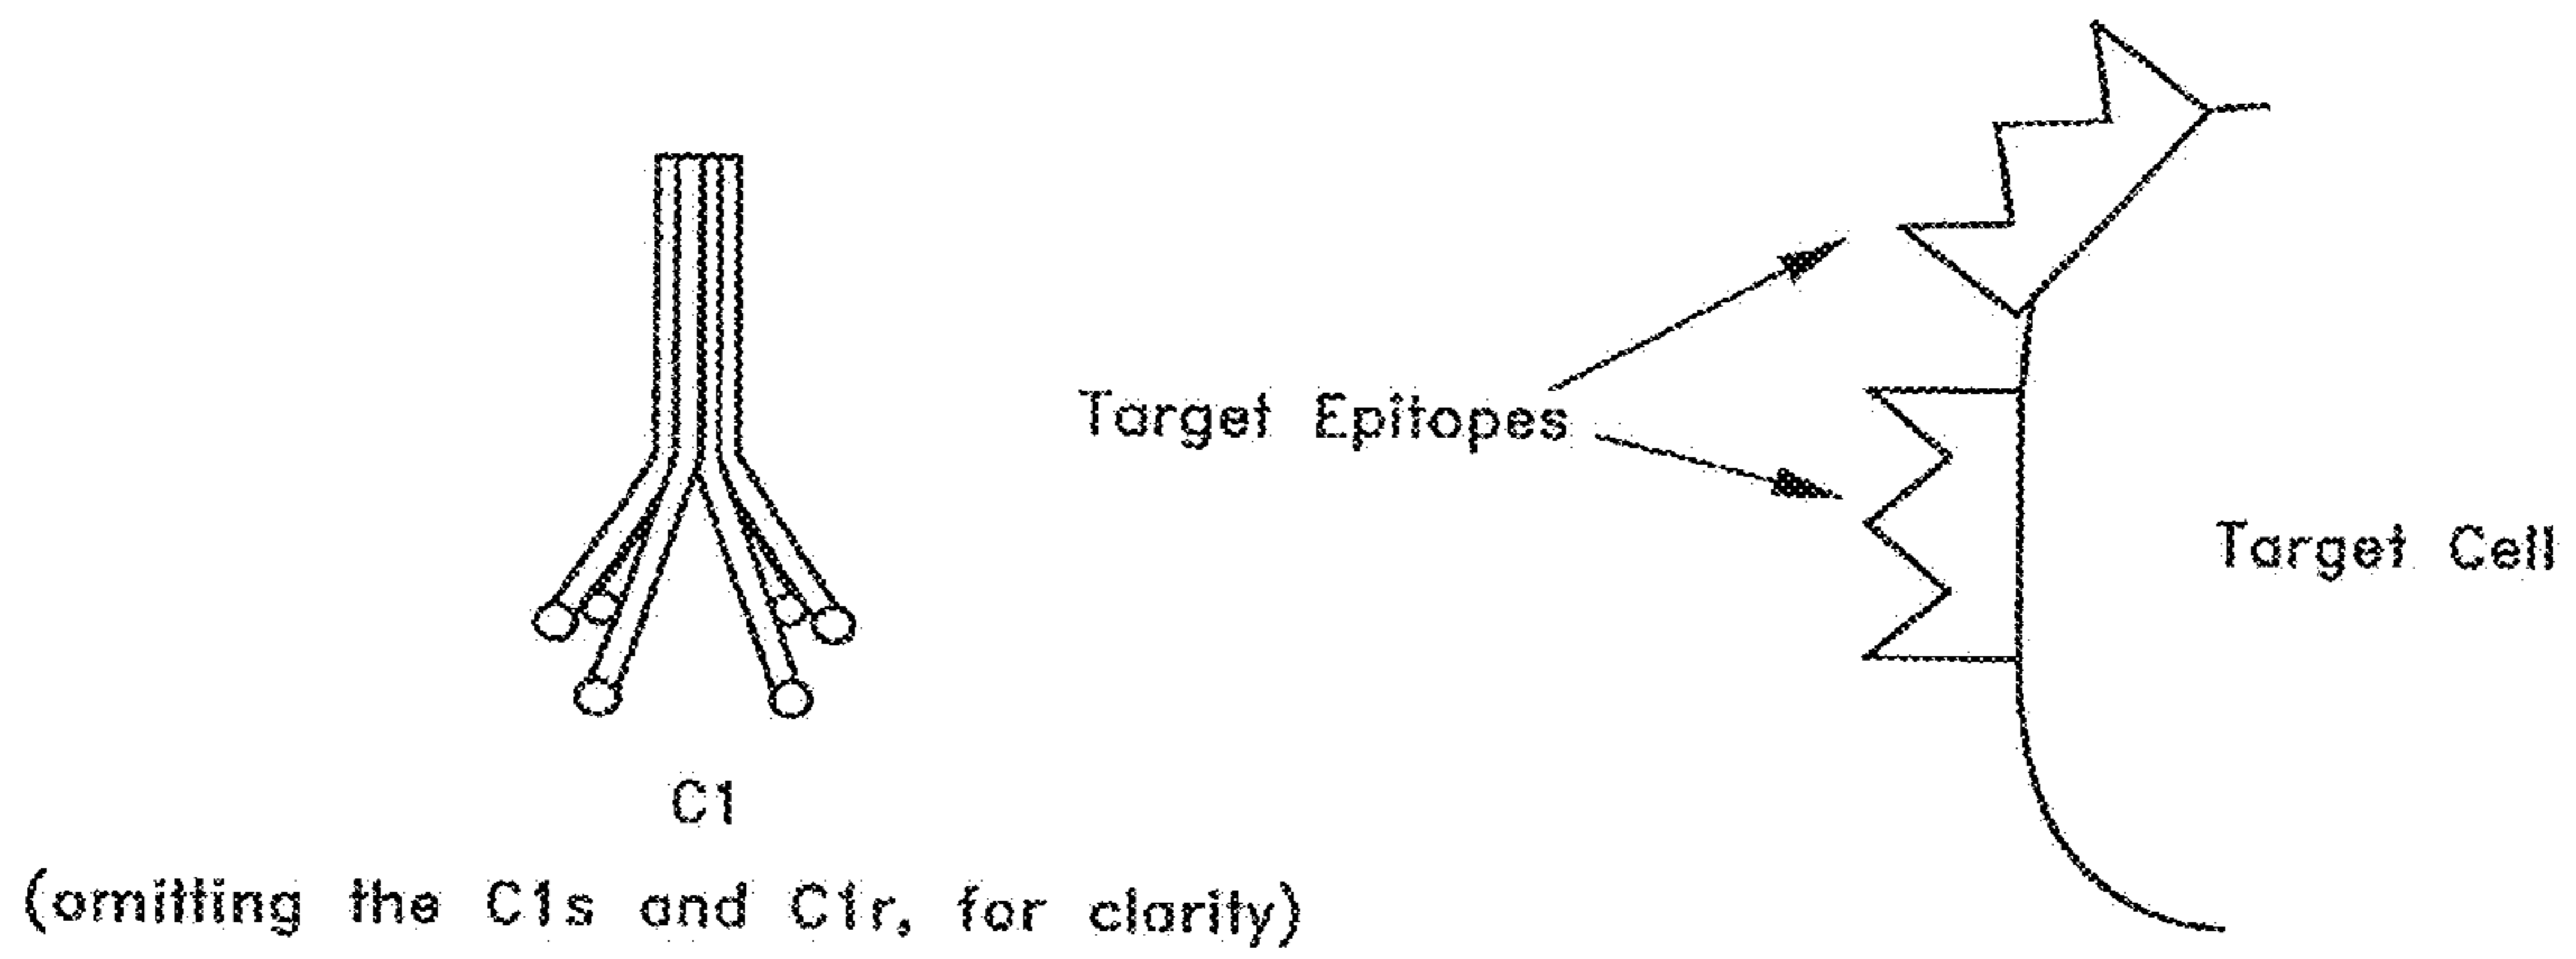 Target Epitopes
Target Cell
C1
(omitting the C1s and C1r, for clarity)